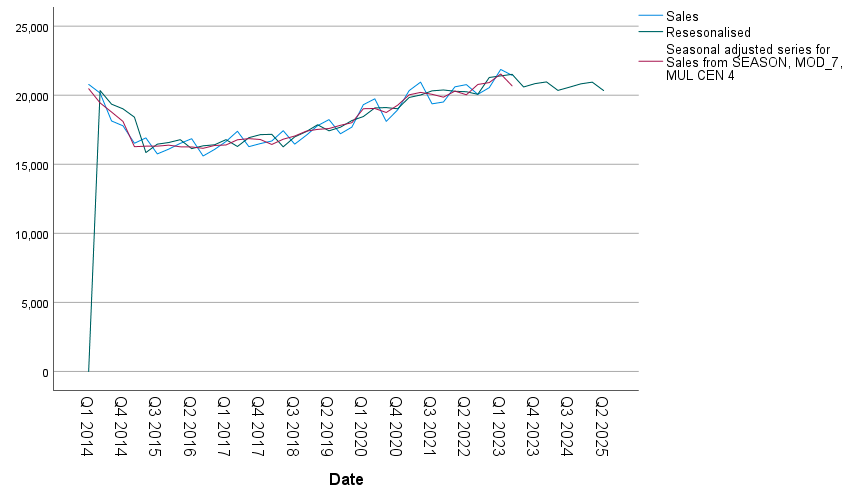 25,000
20,000
15,000
10,000
5,000
0
Q1 2014
Q4 2014
Q3 2015
Q2 2016
Q1 2017
Q4 2017
Q3 2018
Q2 2019
Q1 2020
Q4 2020
Q3 2021
Q2 2022
Q1 2023
Q4 2023
Q3 2024
Q2 2025
Date
Sales
Resesonalised
Seasonal adjusted series for
Sales from SEASON, MOD_7,
MUL CEN 4